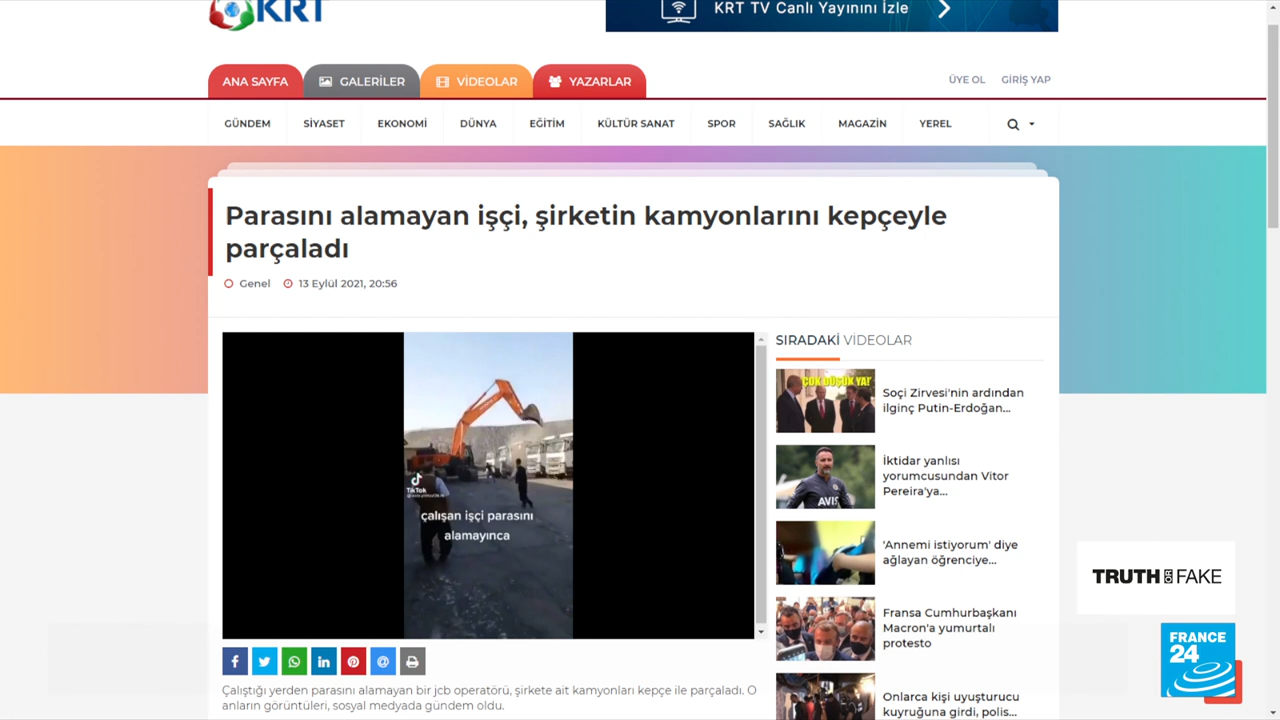 KRT
KRT TV Canlı Yayınını İzle
ANA SAYFA
GALERİLER
VİDEOLAR
YAZARLAR
ÜYE OL
GİRİŞ YAP
GÜNDEM
SİYASET
EKONOMİ
DÜNYA
EĞİTİM
KÜLTÜR SANAT
SPOR
SAĞLIK
MAGAZİN
YEREL
Parasını alamayan işçi, şirketin kamyonlarını kepçeyle
parçaladı
Genel
13 Eylül 2021, 20:56
TikTok
çalışan işçi parasını
alamayınca
SIRADAKİ VİDEOLAR
ÇOK DÜŞÜK YA!'
Soçi Zirvesi'nin ardından
ilginç Putin-Erdoğan...
AVIS
İktidar yanlısı
yorumcusundan Vitor
Pereira'ya...
'Annemi istiyorum' diye
ağlayan öğrenciye...
Fransa Cumhurbaşkanı
Macron'a yumurtalı
protesto
Onlarca kişi uyuşturucu
kuyruğuna girdi, polis...
Çalıştığı yerden parasını alamayan bir jcb operatörü, şirkete ait kamyonları kepçe ile parçaladı. O
anların görüntüleri, sosyal medyada gündem oldu.
TRUTH OR FAKE
FRANCE
24